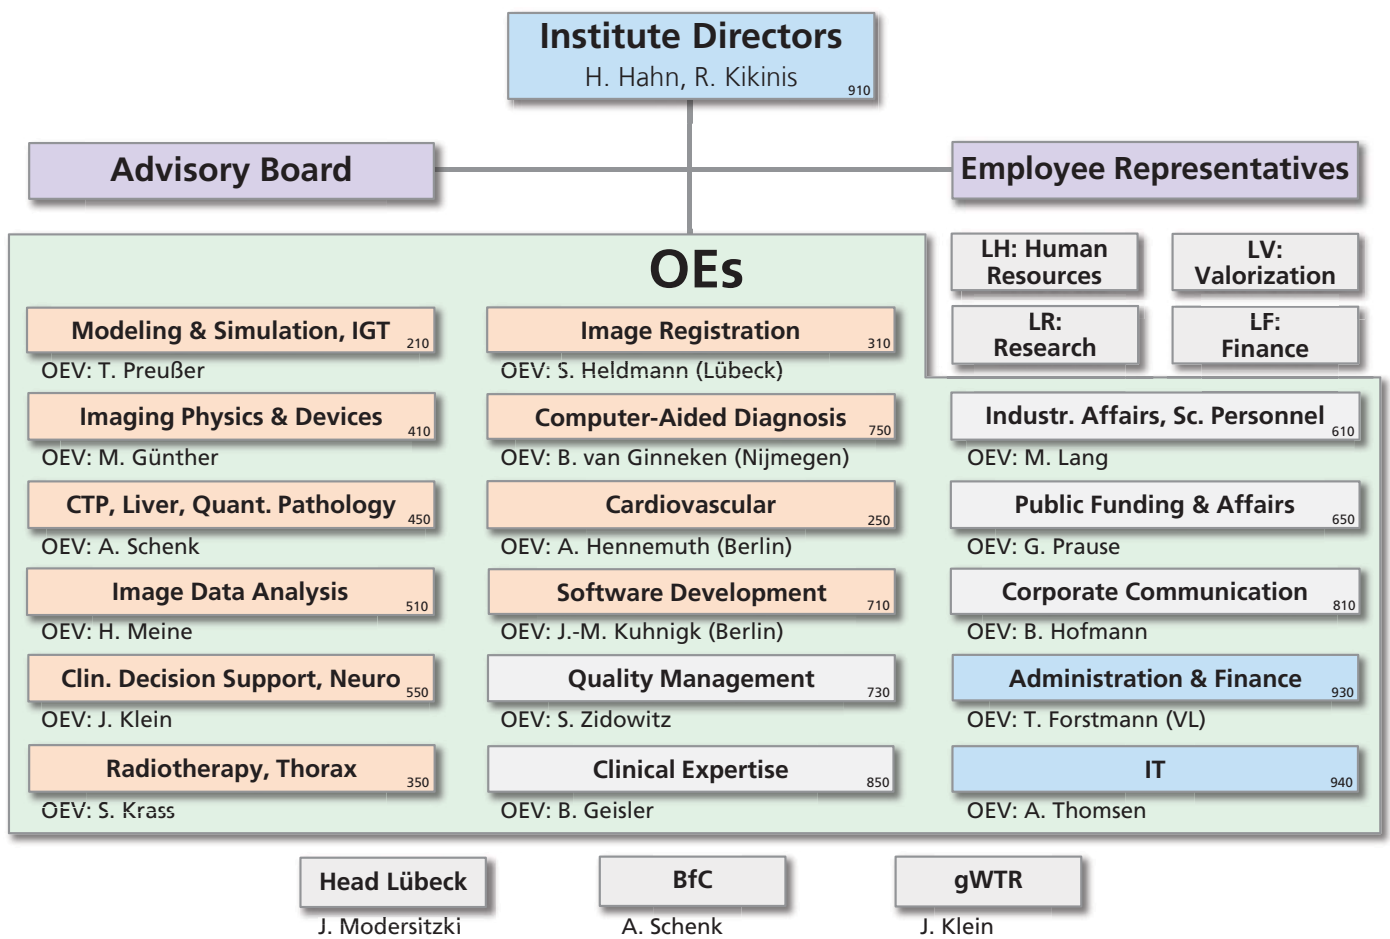 Institute Directors
H. Hahn, R. Kikinis
910
Advisory Board
Employee Representatives
OEs
LH: Human
Resources
LV:
Valorization
LR:
Research
LF:
Finance
Modeling & Simulation, IGT 210
OEV: T. Preußer
Image Registration 310
OEV: S. Heldmann (Lübeck)
Imaging Physics & Devices 410
OEV: M. Günther
Computer-Aided Diagnosis 750
OEV: B. van Ginneken (Nijmegen)
Industr. Affairs, Sc. Personnel 610
OEV: M. Lang
CTP, Liver, Quant. Pathology 450
OEV: A. Schenk
Cardiovascular 250
OEV: A. Hennemuth (Berlin)
Public Funding & Affairs 650
OEV: G. Prause
Image Data Analysis 510
OEV: H. Meine
Software Development 710
OEV: J.-M. Kuhnigk (Berlin)
Corporate Communication 810
OEV: B. Hofmann
Clin. Decision Support, Neuro 550
OEV: J. Klein
Quality Management 730
OEV: S. Zidowitz
Administration & Finance 930
OEV: T. Forstmann (VL)
Radiotherapy, Thorax 350
OEV: S. Krass
Clinical Expertise 850
OEV: B. Geisler
IT 940
OEV: A. Thomsen
Head Lübeck
J. Modersitzki
BfC
A. Schenk
gWTR
J. Klein